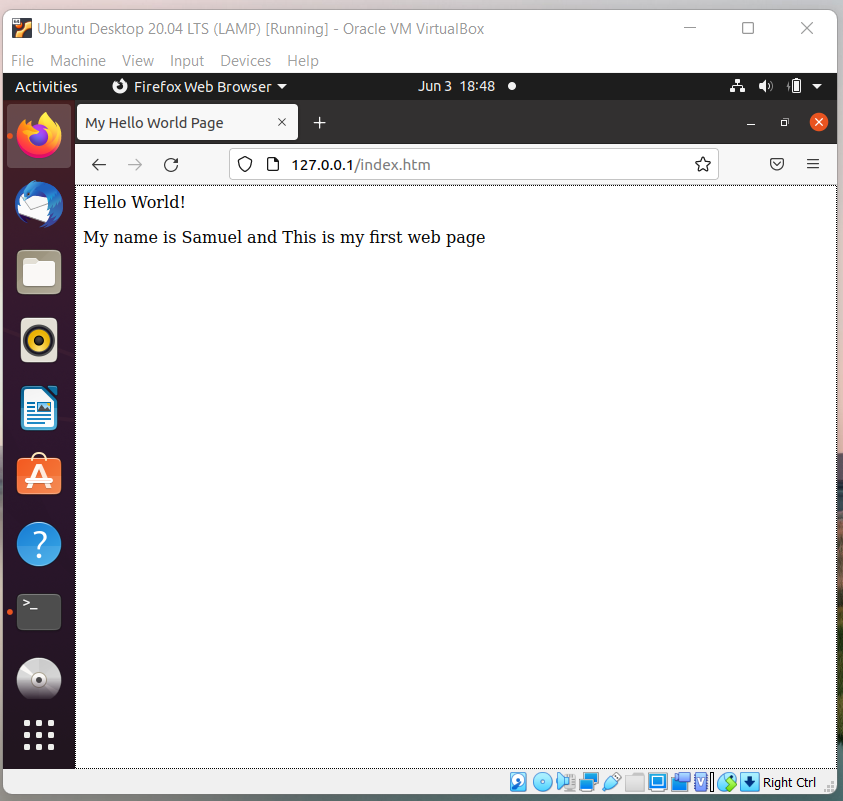 Ubuntu Desktop 20.04 LTS (LAMP) [Running] - Oracle VM VirtualBox
File Machine View Input Devices Help
Activities Firefox Web Browser Jun 3 18:48
My Hello World Page
127.0.0.1/index.htm
Hello World!
My name is Samuel and This is my first web page
Right Ctrl